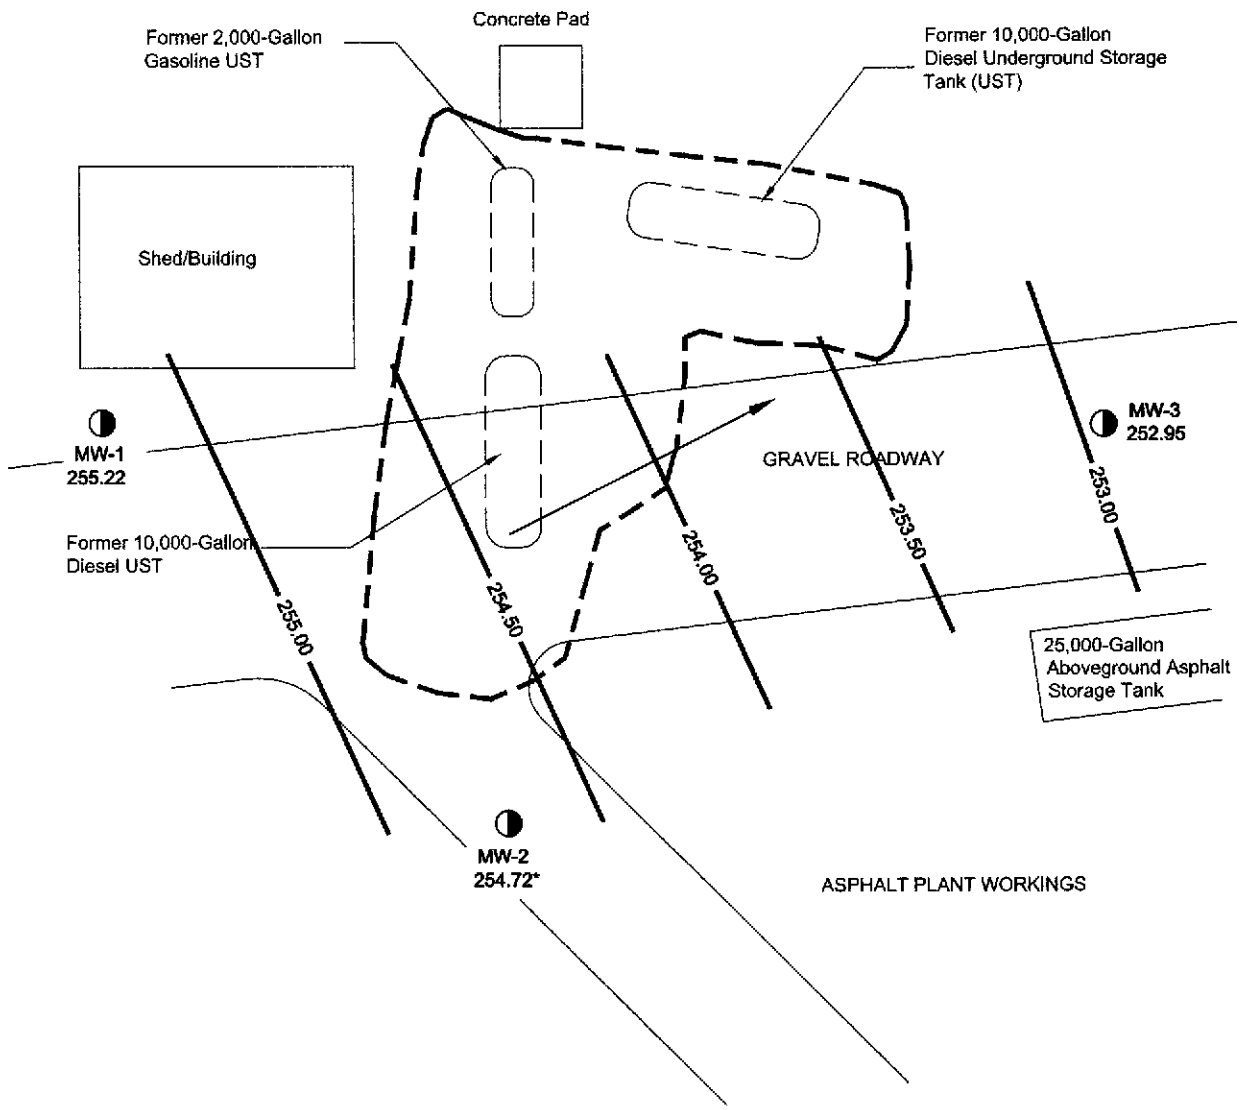 Concrete Pad
Former 2,000-Gallon
Gasoline UST
Former 10,000-Gallon
Diesel Underground Storage
Tank (UST)
Shed/Building
MW-1
255.22
MW-3
252.95
GRAVEL ROADWAY
Former 10,000-Gallon
Diesel UST
255.00
254.50
254.00
253.50
253.00
25,000-Gallon
Aboveground Asphalt
Storage Tank
MW-2
254.72*
ASPHALT PLANT WORKINGS